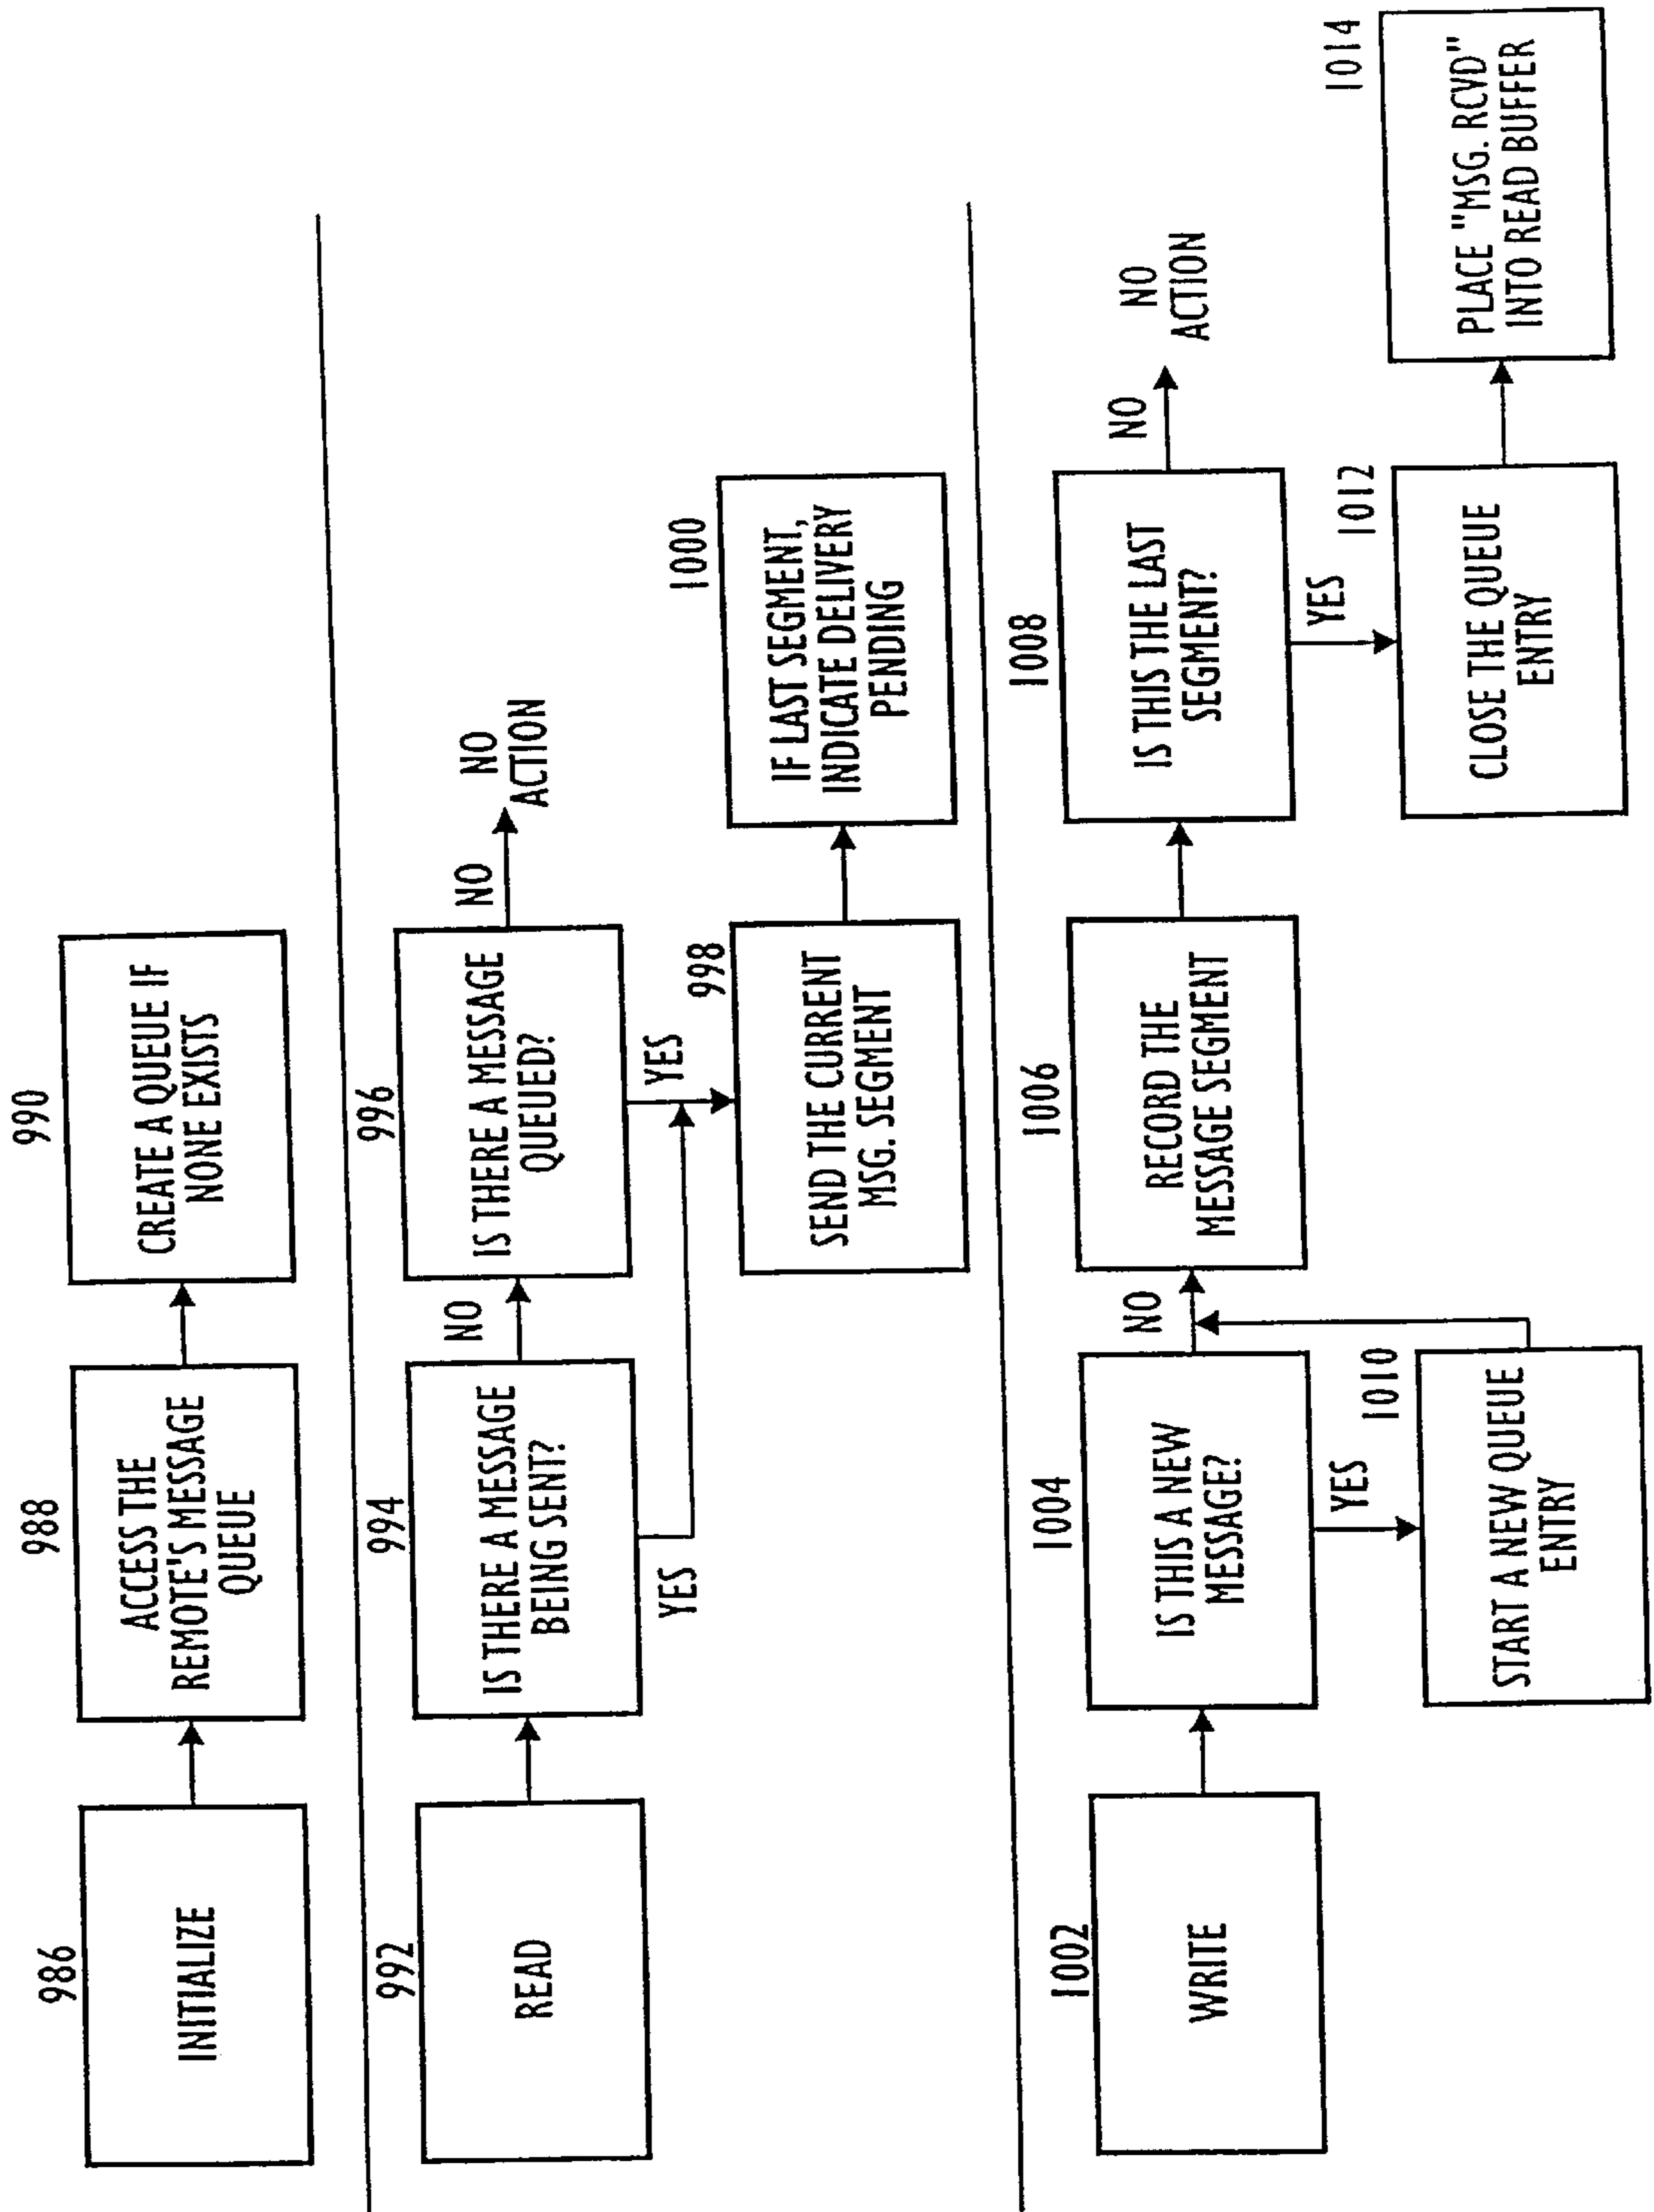 986
INITIALIZE
988
ACCESS THE
REMOTE'S MESSAGE
QUEUE
990
CREATE A QUEUE IF
NONE EXISTS
992
READ
994
IS THERE A MESSAGE
BEING SENT?
NO
YES
996
IS THERE A MESSAGE
QUEUED?
NO
NO
ACTION
YES
998
SEND THE CURRENT
MSG. SEGMENT
1000
IF LAST SEGMENT,
INDICATE DELIVERY
PENDING
1002
WRITE
1004
IS THIS A NEW
MESSAGE?
NO
YES
1010
START A NEW QUEUE
ENTRY
1006
RECORD THE
MESSAGE SEGMENT
1008
IS THIS THE LAST
SEGMENT?
NO
NO
ACTION
YES
1012
CLOSE THE QUEUE
ENTRY
1014
PLACE "MSG. RCVD"
INTO READ BUFFER